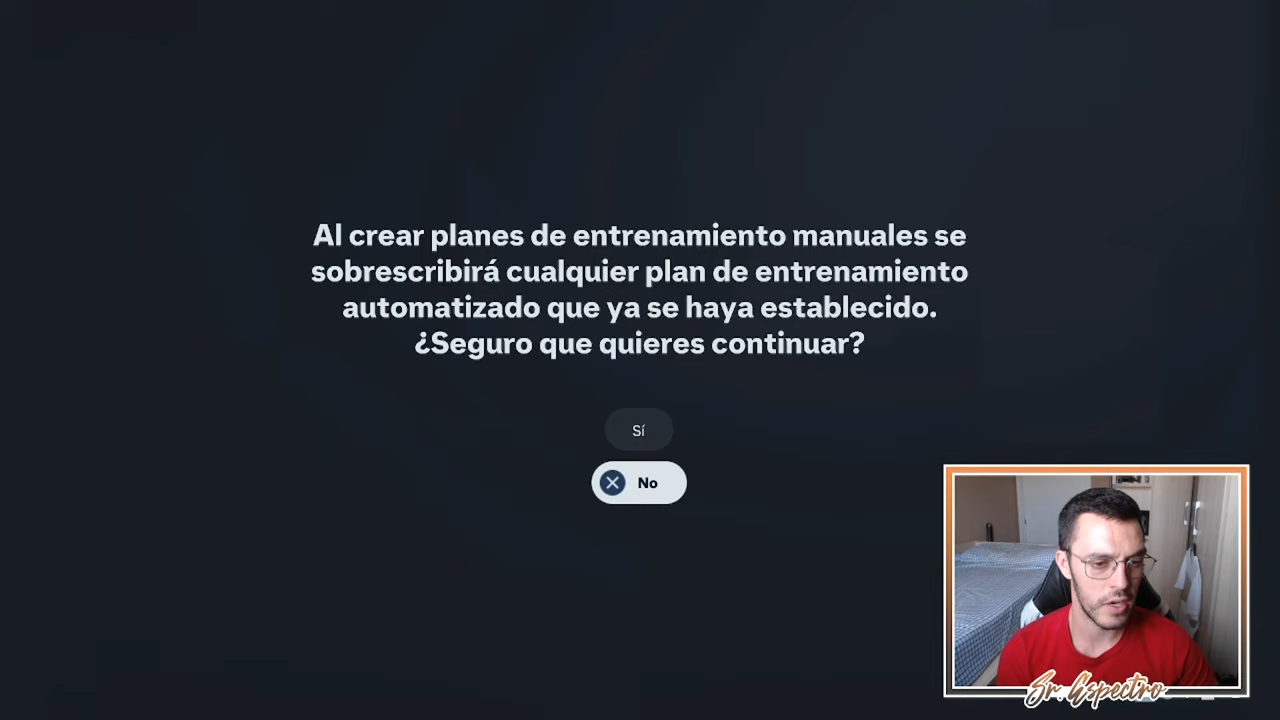 Al crear planes de entrenamiento manuales se
sobrescribirá cualquier plan de entrenamiento
automatizado que ya se haya establecido.
¿Seguro que quieres continuar?
Sí
No
Sr. Espectro